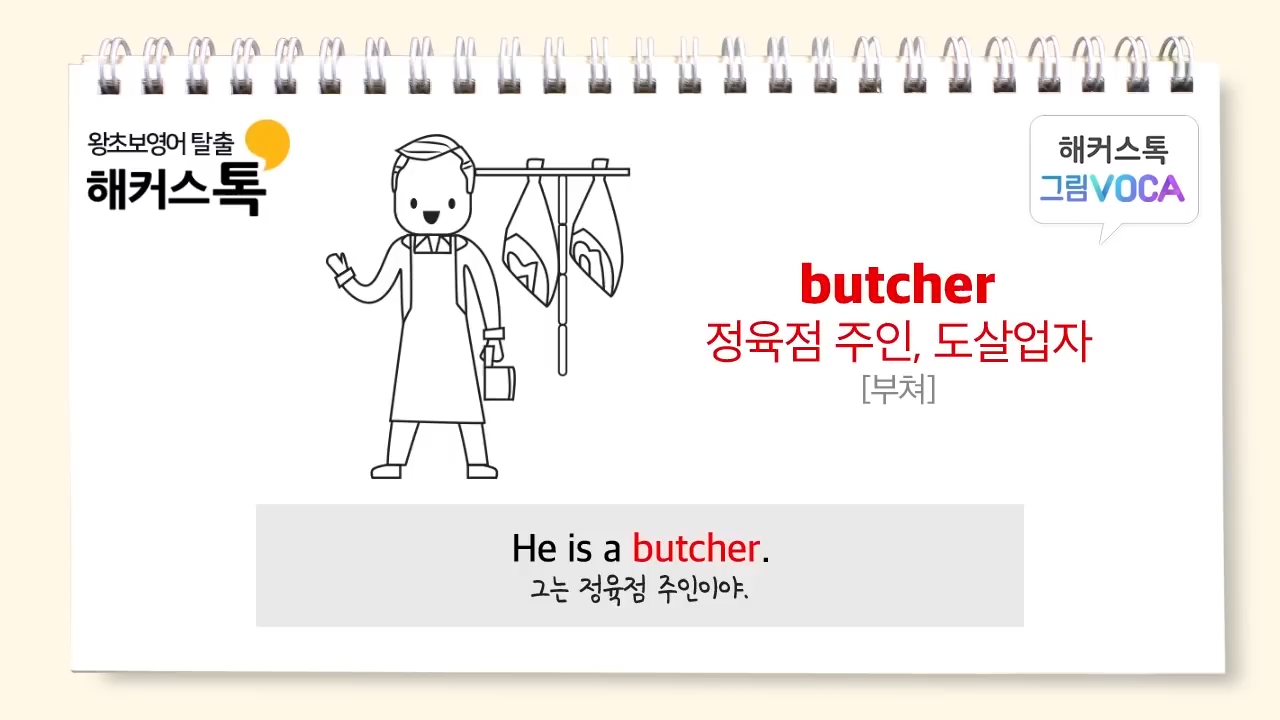 왕초보영어 탈출
해커스톡
해커스톡
그림VOCA
butcher
정육점 주인, 도살업자
[부쳐]
He is a butcher.
그는 정육점 주인이야.